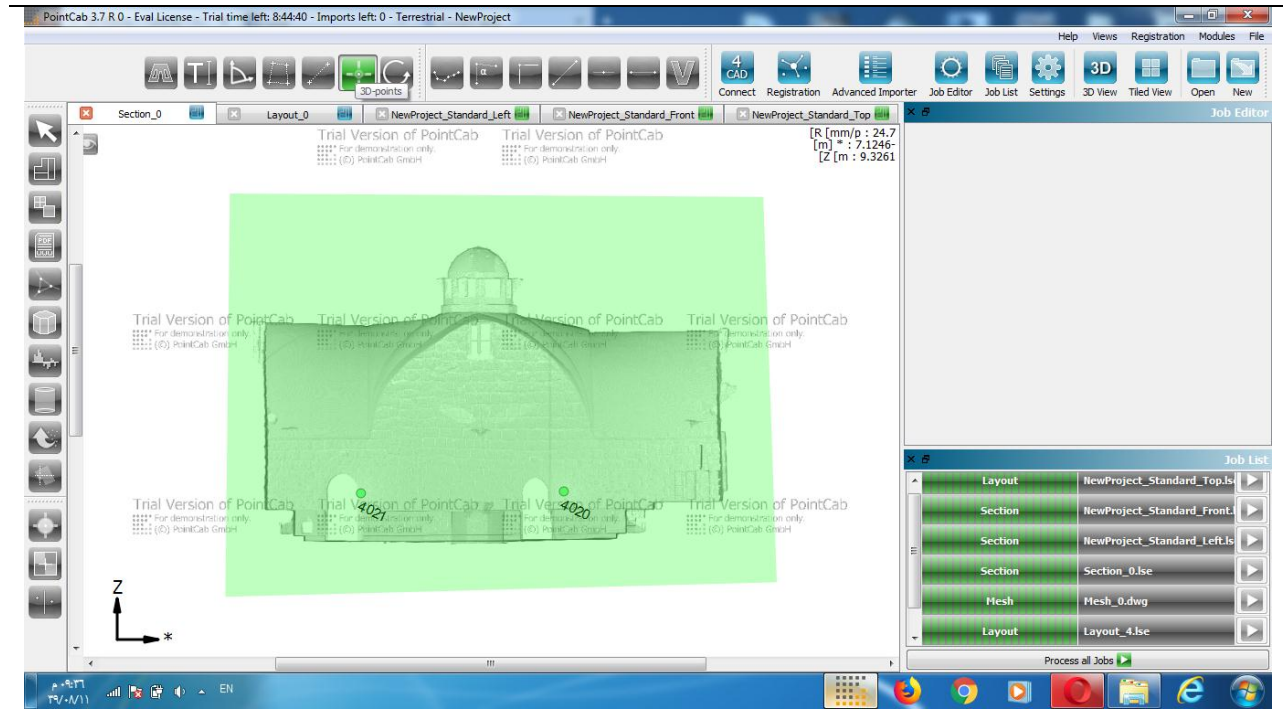 PointCab 3.7 R 0 - Eval License - Trial time left: 8:44:40 - Imports left: 0 - Terrestrial - NewProject
Help Views Registration Modules File
4
CAD
3D
T
α
V
PDF
Connect Registration Advanced Importer Job Editor Job List Settings 3D View Tiled View Open New
3D-points
Section_0 Layout_0 NewProject_Standard_Left NewProject_Standard_Front NewProject_Standard_Top
Job Editor
[R [mm/p : 24.7
[m] * : 7.1246-
[Z [m : 9.3261
Trial Version of PointCab Trial Version of PointCab
For demonstration only. For demonstration only.
(©) PointCab GmbH (©) PointCab GmbH
Trial Version of PointCab Trial Version of PointCab Trial Version of PointCab Trial Version of PointCab
For demonstration only. For demonstration only. For demonstration only. For demonstration only.
(©) PointCab GmbH (©) PointCab GmbH (©) PointCab GmbH (©) PointCab GmbH
Job List
Layout NewProject_Standard_Top.ls
Section NewProject_Standard_Front.l
Section NewProject_Standard_Left.ls
Section Section_0.lse
Mesh Mesh_0.dwg
Layout Layout_4.lse
Trial Version of PointCab Trial Version of PointCab Trial Version of PointCab Trial Version of PointCab
For demonstration only. For demonstration only. For demonstration only. For demonstration only.
(©) PointCab GmbH (©) PointCab GmbH (©) PointCab GmbH (©) PointCab GmbH
4021
4020
Z
*
Process all Jobs
٠٩:٣٦ م
٣٩/٠٨/١١
EN